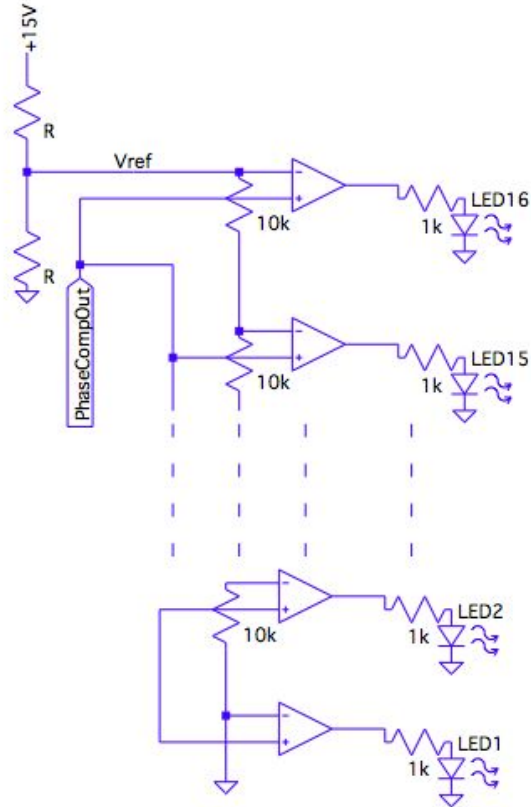 +15V
R
Vref
LED16
10k
1k
R
PhaseCompOut
LED15
10k
1k
LED2
10k
1k
LED1
1k